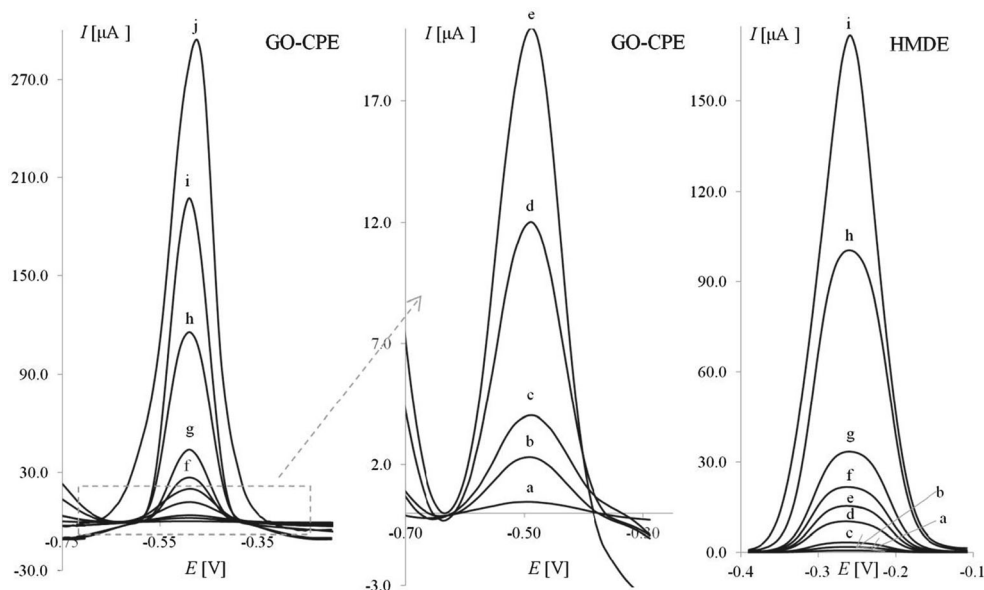 I [µA ]
GO-CPE
j
270.0
210.0
i
150.0
h
90.0
g
f
30.0
-0.75
-0.55
-0.35
-30.0
E [V]
I [µA ]
GO-CPE
e
17.0
d
12.0
7.0
c
b
2.0
a
-0.70
-0.50
-0.30
-3.0
E [V]
I [µA ]
HMDE
i
150.0
120.0
h
90.0
60.0
g
30.0
f
e
d
c
b
a
0.0
-0.4
-0.3
-0.2
-0.1
E [V]